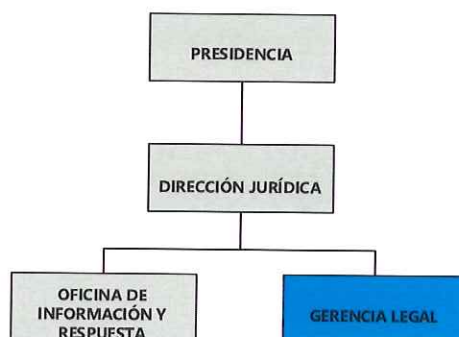 PRESIDENCIA
DIRECCIÓN JURÍDICA
OFICINA DE
INFORMACIÓN Y
RESPUESTA
GERENCIA LEGAL